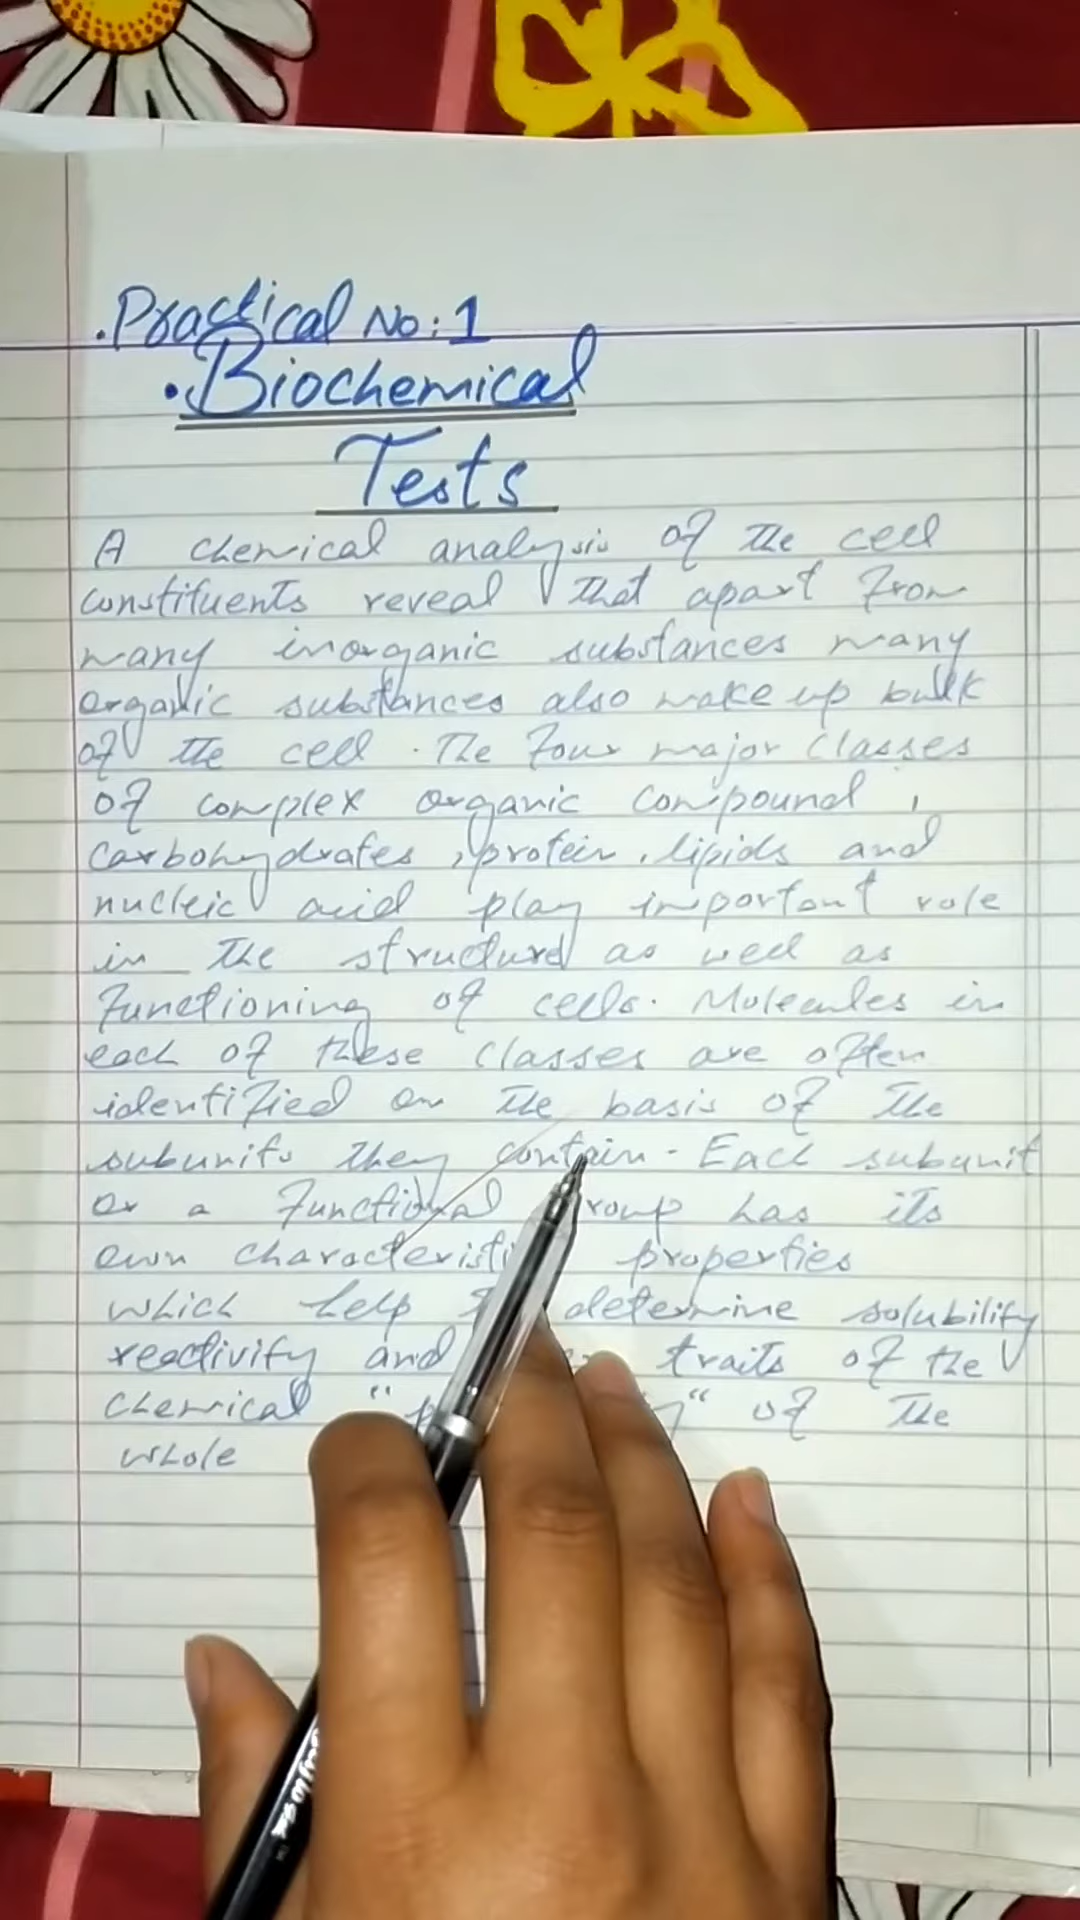 .Practical No: 1
.Biochemical
Tests
A chemical analysis of the cell
constituents reveal that apart from
many inorganic substances many
organic substances also make up bulk
of the cell . The four major classes
of complex organic compound ,
carbohydrates , protein , lipids and
nucleic acid play important role
in the structured as well as
functioning of cells. Molecules in
each of these classes are often
identified on the basis of the
subunits they contain - Each subunit
or a functional group has its
own characteristi properties
which help determine solubility
reactivity and traits of the
chemical " " of the
whole